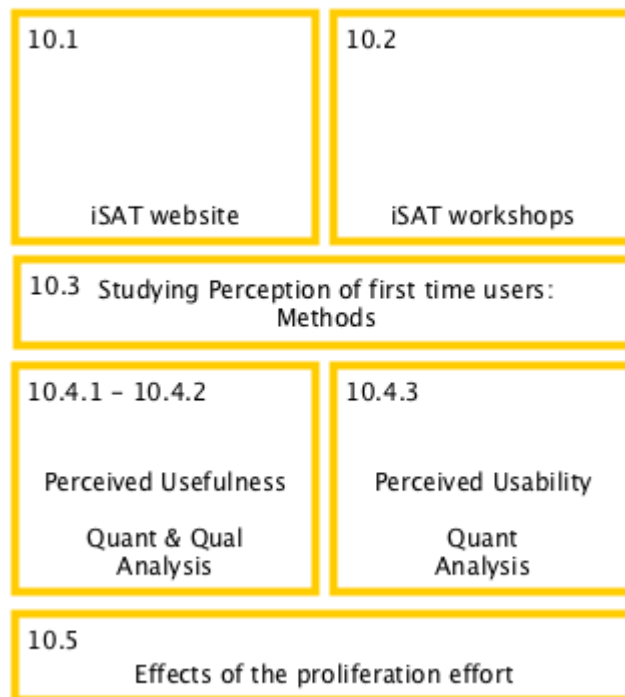 10.1
iSAT website
10.2
iSAT workshops
10.3 Studying Perception of first time users:
Methods
10.4.1 – 10.4.2
Perceived Usefulness
Quant & Qual
Analysis
10.4.3
Perceived Usability
Quant
Analysis
10.5
Effects of the proliferation effort